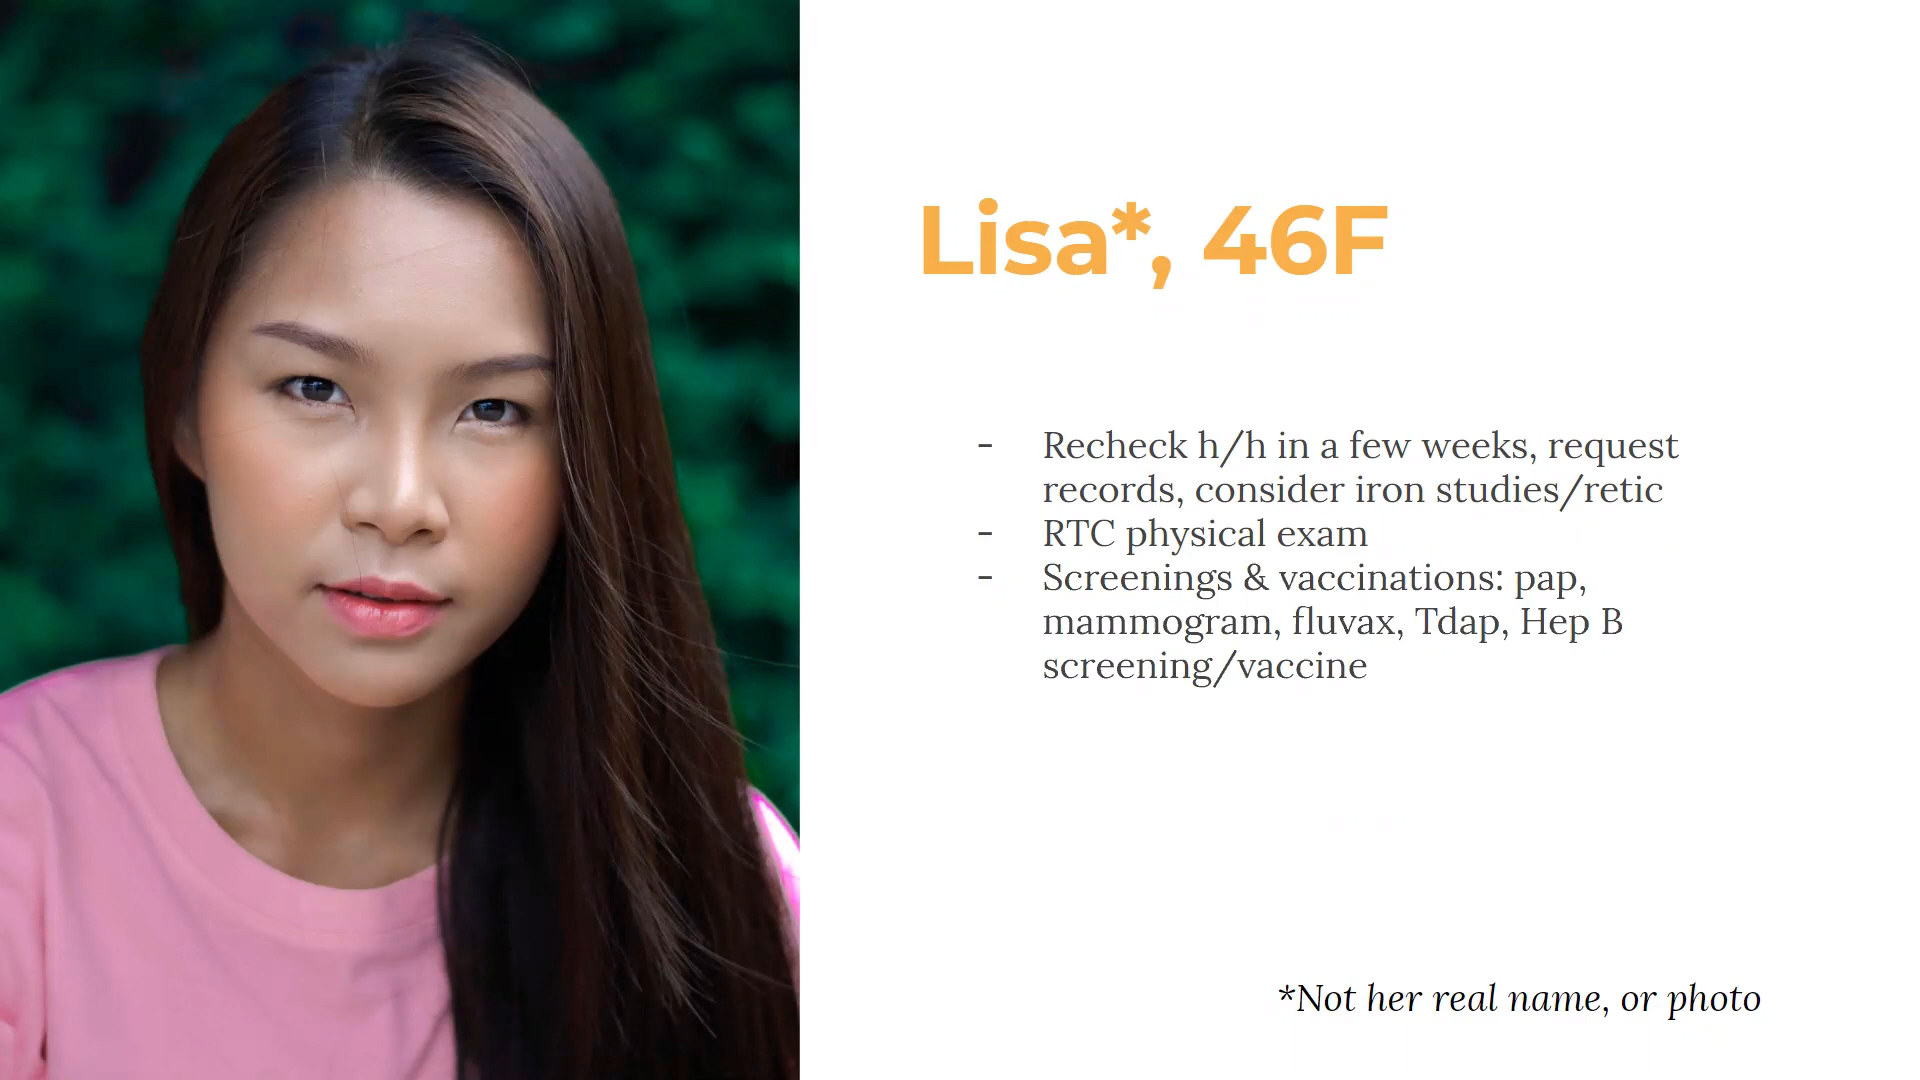 Lisa*, 46F
- Recheck h/h in a few weeks, request
records, consider iron studies/retic
- RTC physical exam
- Screenings & vaccinations: pap,
mammogram, fluvax, Tdap, Hep B
screening/vaccine
*Not her real name, or photo